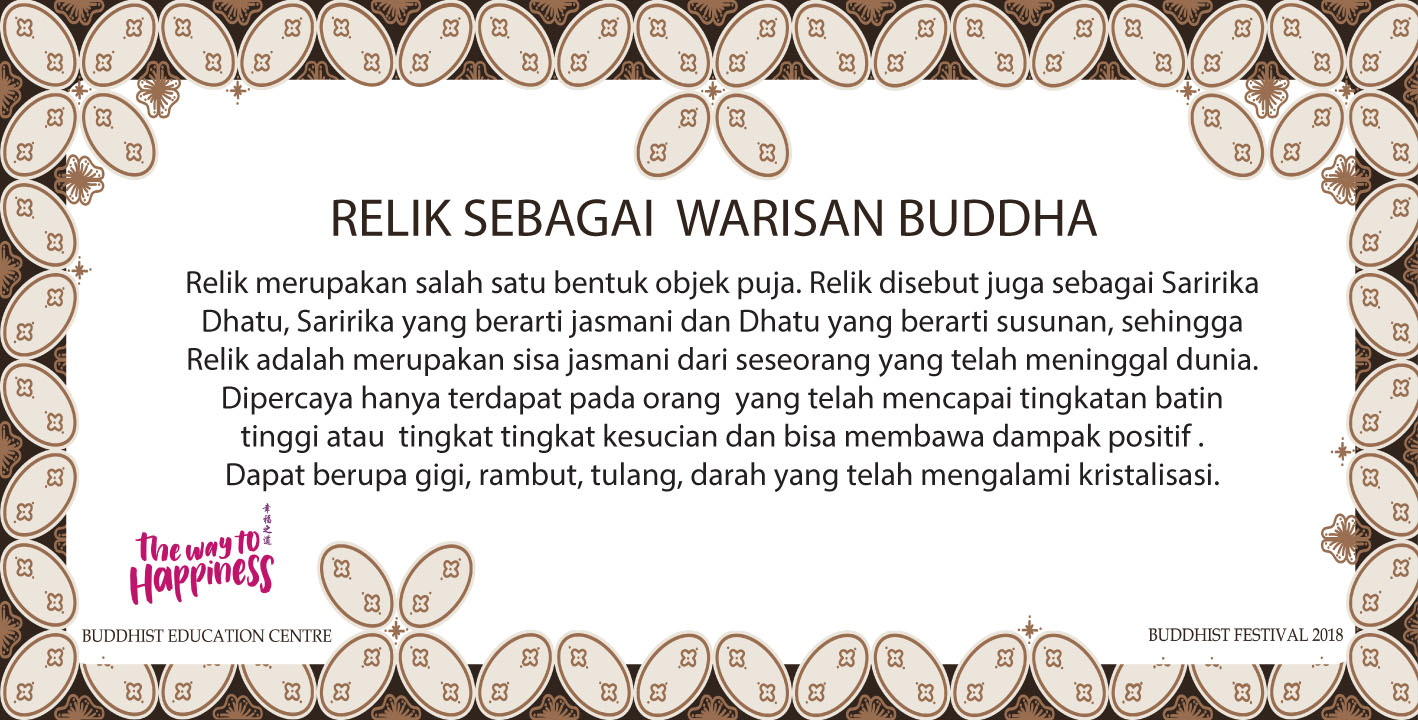 RELIK SEBAGAI WARISAN BUDDHA
Relik merupakan salah satu bentuk objek puja. Relik disebut juga sebagai Saririka
Dhatu, Saririka yang berarti jasmani dan Dhatu yang berarti susunan, sehingga
Relik adalah merupakan sisa jasmani dari seseorang yang telah meninggal dunia.
Dipercaya hanya terdapat pada orang yang telah mencapai tingkatan batin
tinggi atau tingkat tingkat kesucian dan bisa membawa dampak positif .
Dapat berupa gigi, rambut, tulang, darah yang telah mengalami kristalisasi.
幸福之道
The way to
Happiness
BUDDHIST EDUCATION CENTRE
BUDDHIST FESTIVAL 2018